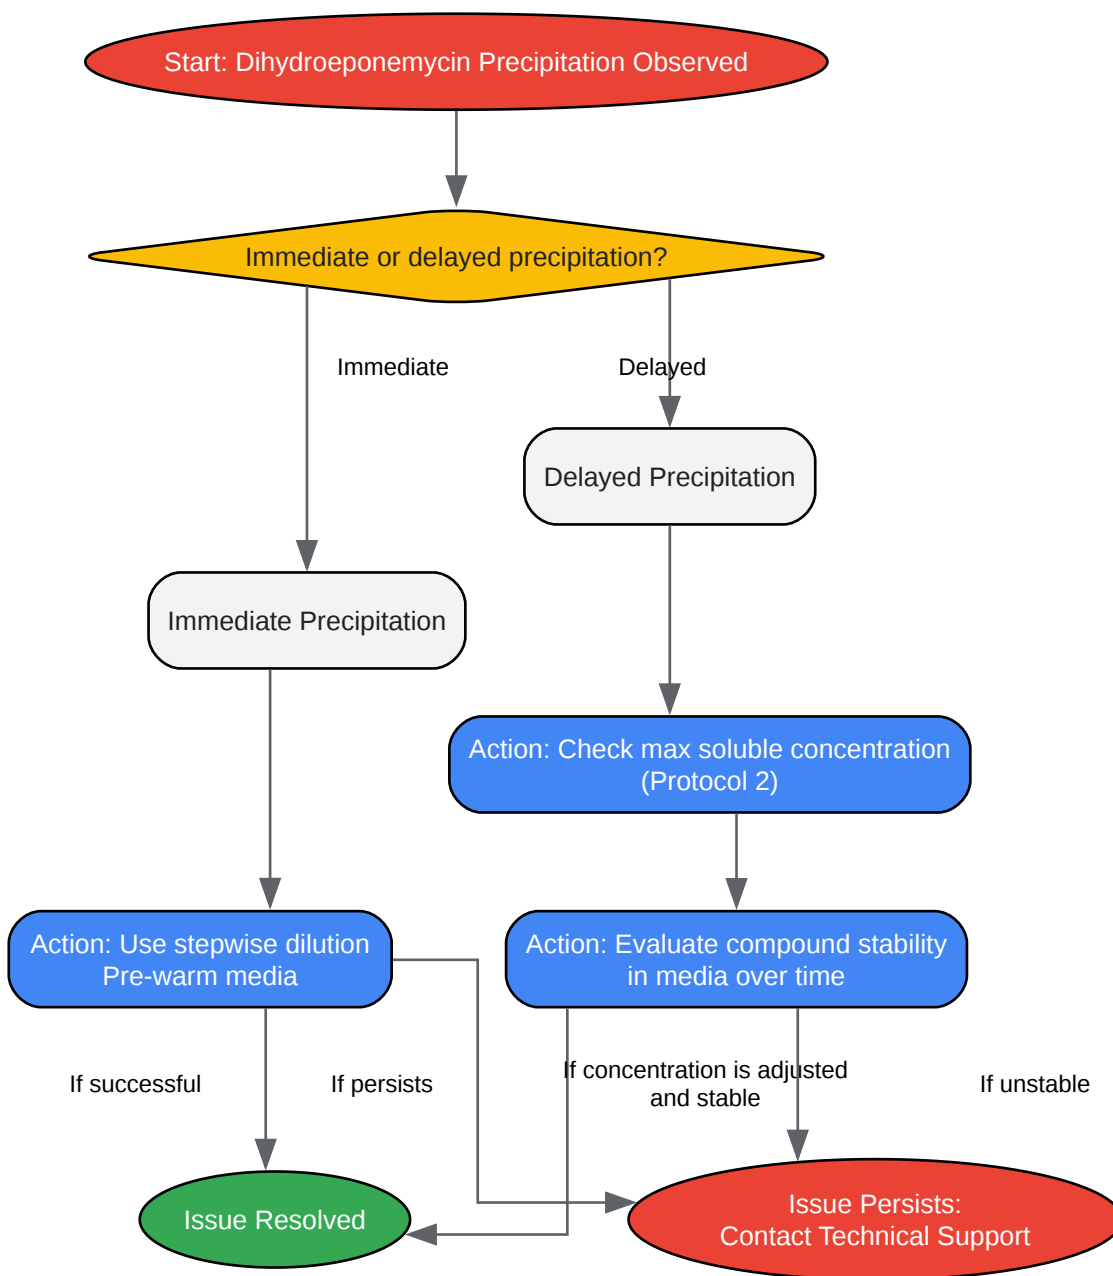 Start: Dihydroeponemycin Precipitation Observed
Immediate or delayed precipitation?
Immediate
Delayed
Delayed Precipitation
Immediate Precipitation
Action: Check max soluble concentration
(Protocol 2)
Action: Use stepwise dilution
Pre-warm media
Action: Evaluate compound stability
in media over time
If successful
If persists
If concentration is adjusted
and stable
If unstable
Issue Resolved
Issue Persists:
Contact Technical Support